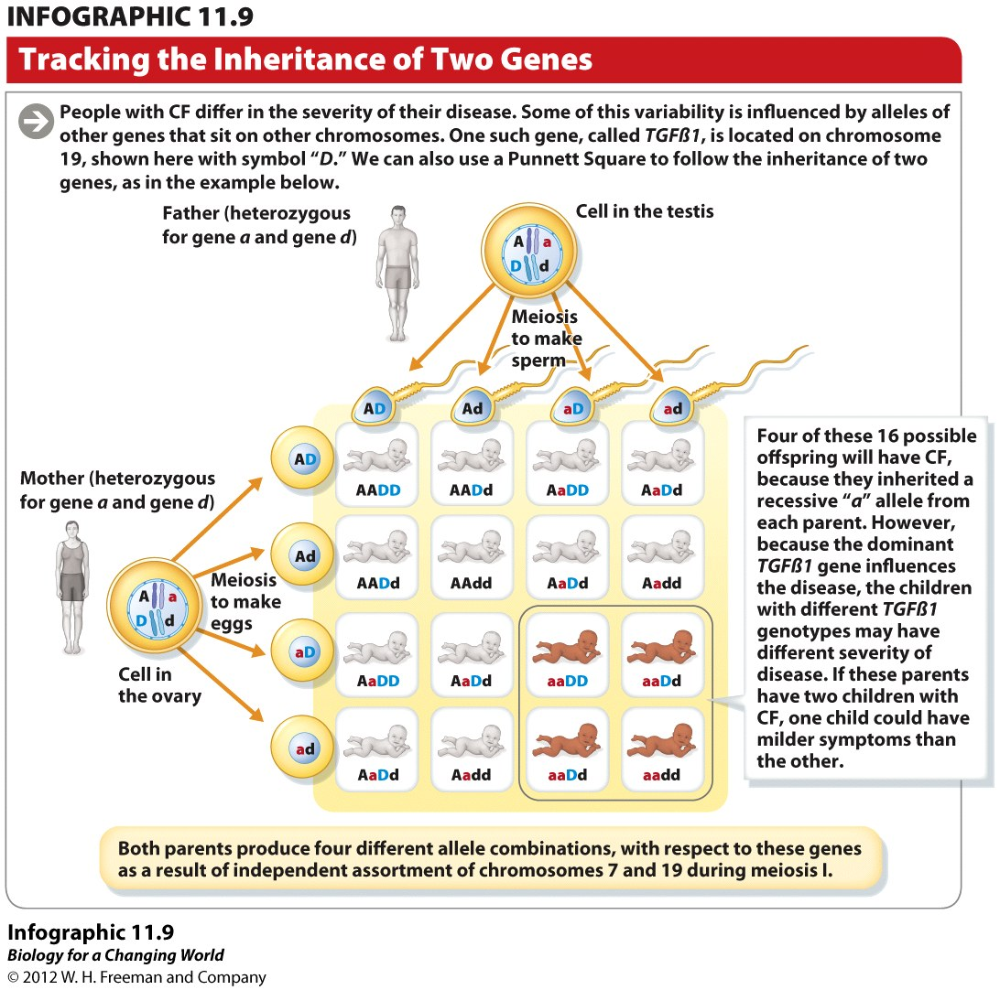 INFOGRAPHIC 11.9
Tracking the Inheritance of Two Genes
People with CF differ in the severity of their disease. Some of this variability is influenced by alleles of
other genes that sit on other chromosomes. One such gene, called TGFß1, is located on chromosome
19, shown here with symbol “D.” We can also use a Punnett Square to follow the inheritance of two
genes, as in the example below.
Father (heterozygous
for gene a and gene d)
Cell in the testis
A a
D d
Meiosis
to make
sperm
AD Ad aD ad
Mother (heterozygous
for gene a and gene d)
A a
D d
Cell in
the ovary
Meiosis
to make
eggs
AD
AADD AADd AaDD AaDd
Ad
AADd AAdd AaDd Aadd
aD
AaDD AaDd aaDD aaDd
ad
AaDd Aadd aaDd aadd
Four of these 16 possible
offspring will have CF,
because they inherited a
recessive “a” allele from
each parent. However,
because the dominant
TGFß1 gene influences
the disease, the children
with different TGFß1
genotypes may have
different severity of
disease. If these parents
have two children with
CF, one child could have
milder symptoms than
the other.
Both parents produce four different allele combinations, with respect to these genes
as a result of independent assortment of chromosomes 7 and 19 during meiosis I.
Infographic 11.9
Biology for a Changing World
© 2012 W. H. Freeman and Company